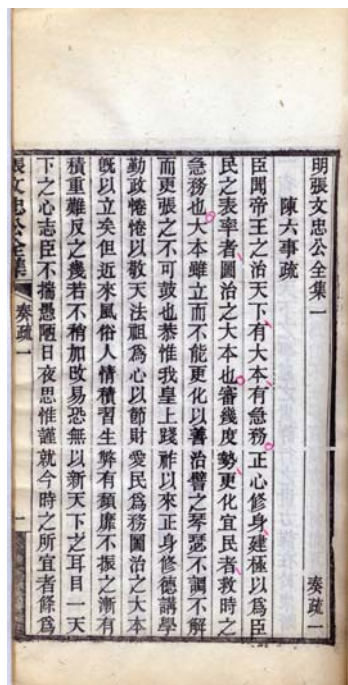 明張文忠公全集一 奏疏一
陳六事疏
臣聞帝王之治天下有大本有急務正心修身建極以爲臣
民之表率者圖治之大本也審幾度勢更化宜民者救時之
急務也大本雖立而不能更化以善治譬之琴瑟不調不解
而更張之不可鼓也恭惟我皇上踐祚以來正身修德講學
勤政惓惓以敬天法祖爲心以節財愛民爲務圖治之大本
旣以立矣但近來風俗人情積習生弊有頹靡不振之漸有
積重難反之幾若不稍加改易恐無以新天下之耳目一天
下之心志臣不揣愚陋日夜思惟謹就今時之所宜者條爲
張文忠公全集 奏疏一 一